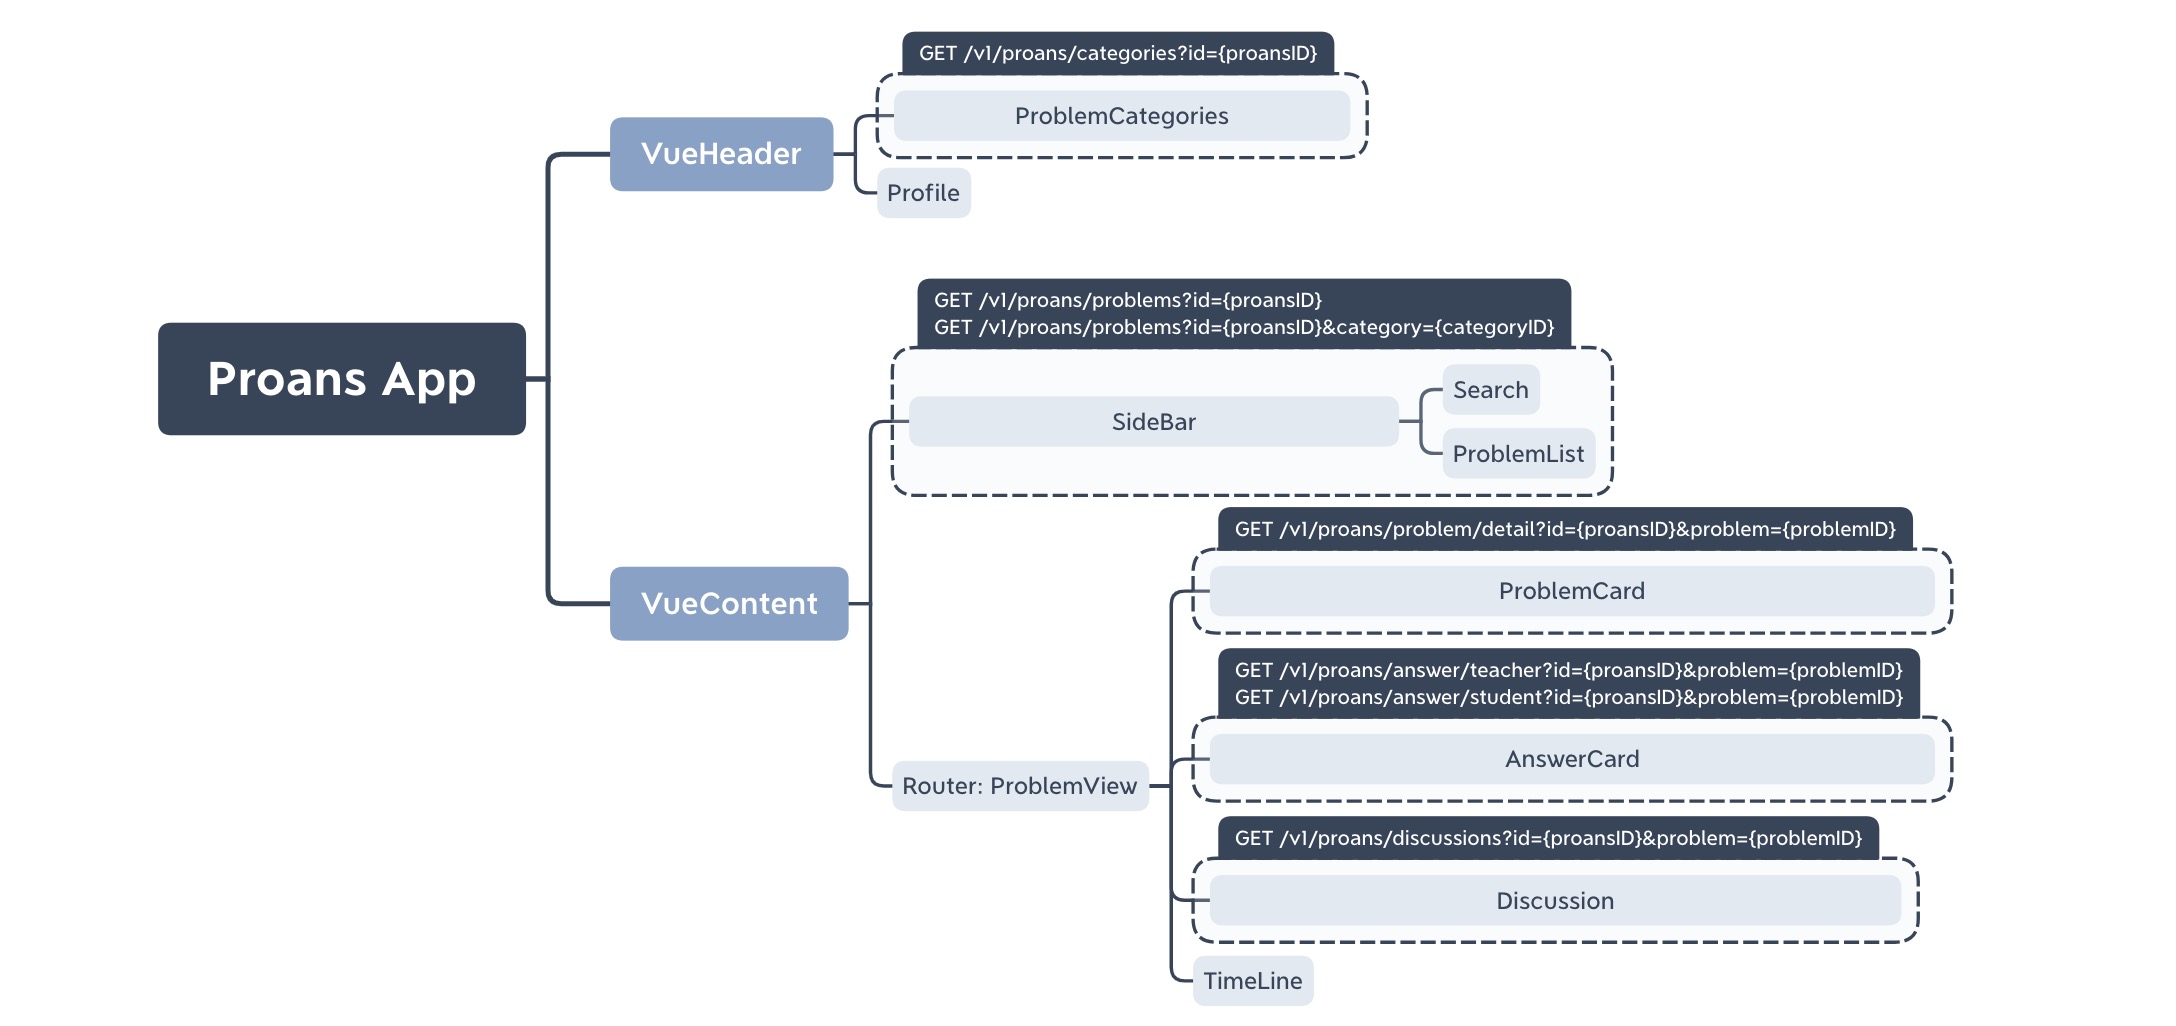 GET /v1/proans/categories?id={proansID}
ProblemCategories
VueHeader
Profile
GET /v1/proans/problems?id={proansID}
GET /v1/proans/problems?id={proansID}&category={categoryID}
Proans App
Search
SideBar
ProblemList
GET /v1/proans/problem/detail?id={proansID}&problem={problemID}
ProblemCard
VueContent
GET /v1/proans/answer/teacher?id={proansID}&problem={problemID}
GET /v1/proans/answer/student?id={proansID}&problem={problemID}
AnswerCard
Router: ProblemView
GET /v1/proans/discussions?id={proansID}&problem={problemID}
Discussion
TimeLine